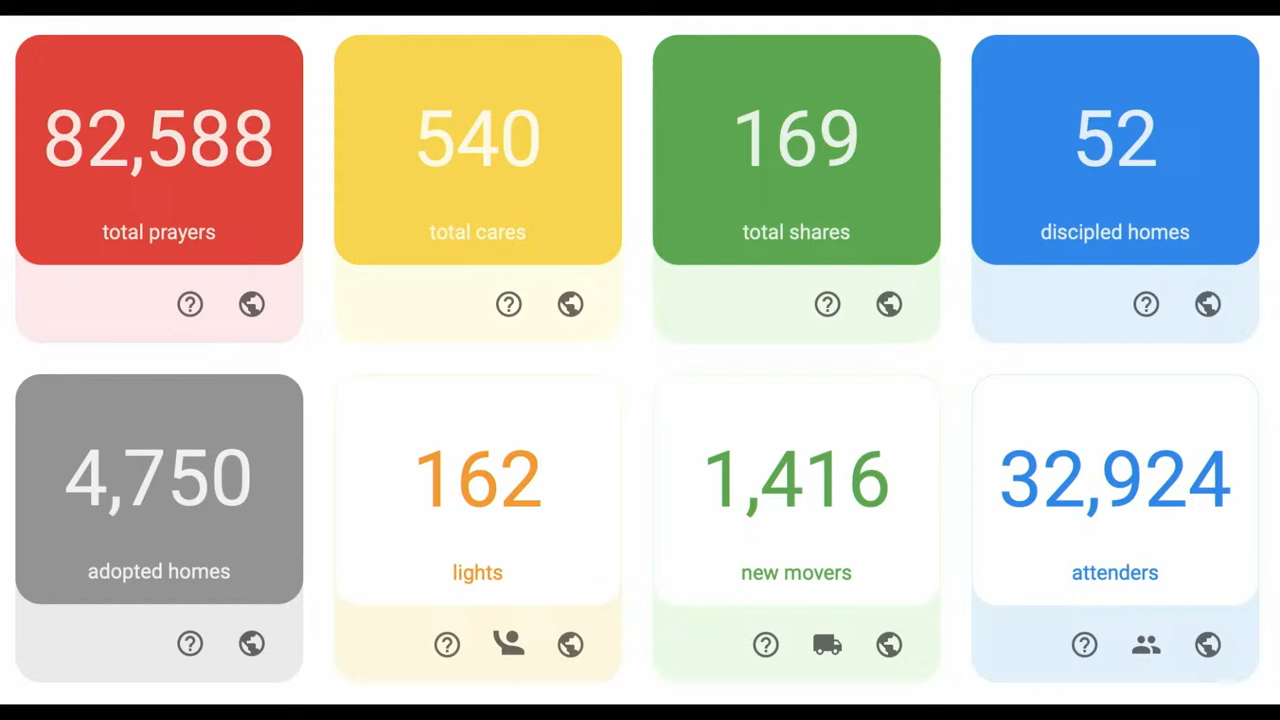 82,588
total prayers
540
total cares
169
total shares
52
discipled homes
4,750
adopted homes
162
lights
1,416
new movers
32,924
attenders